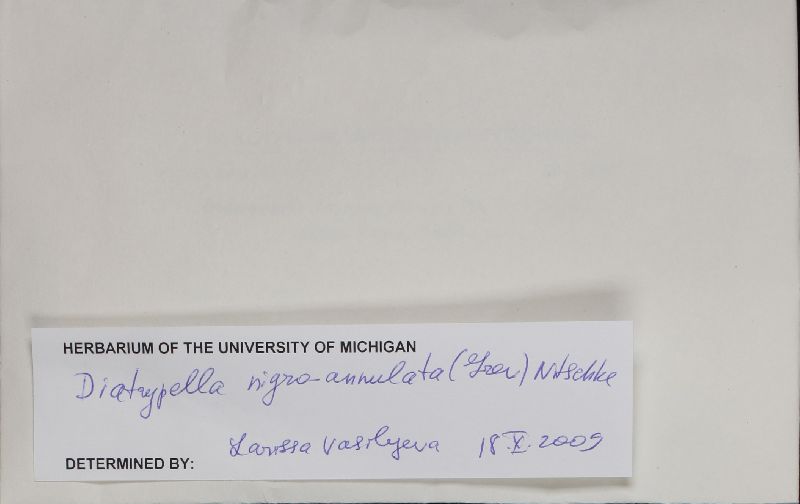 HERBARIUM OF THE UNIVERSITY OF MICHIGAN
Diatrypella nigro-annulata (Grev) Nitschke
Larissa Vasilyeva 18.X.2009
DETERMINED BY: